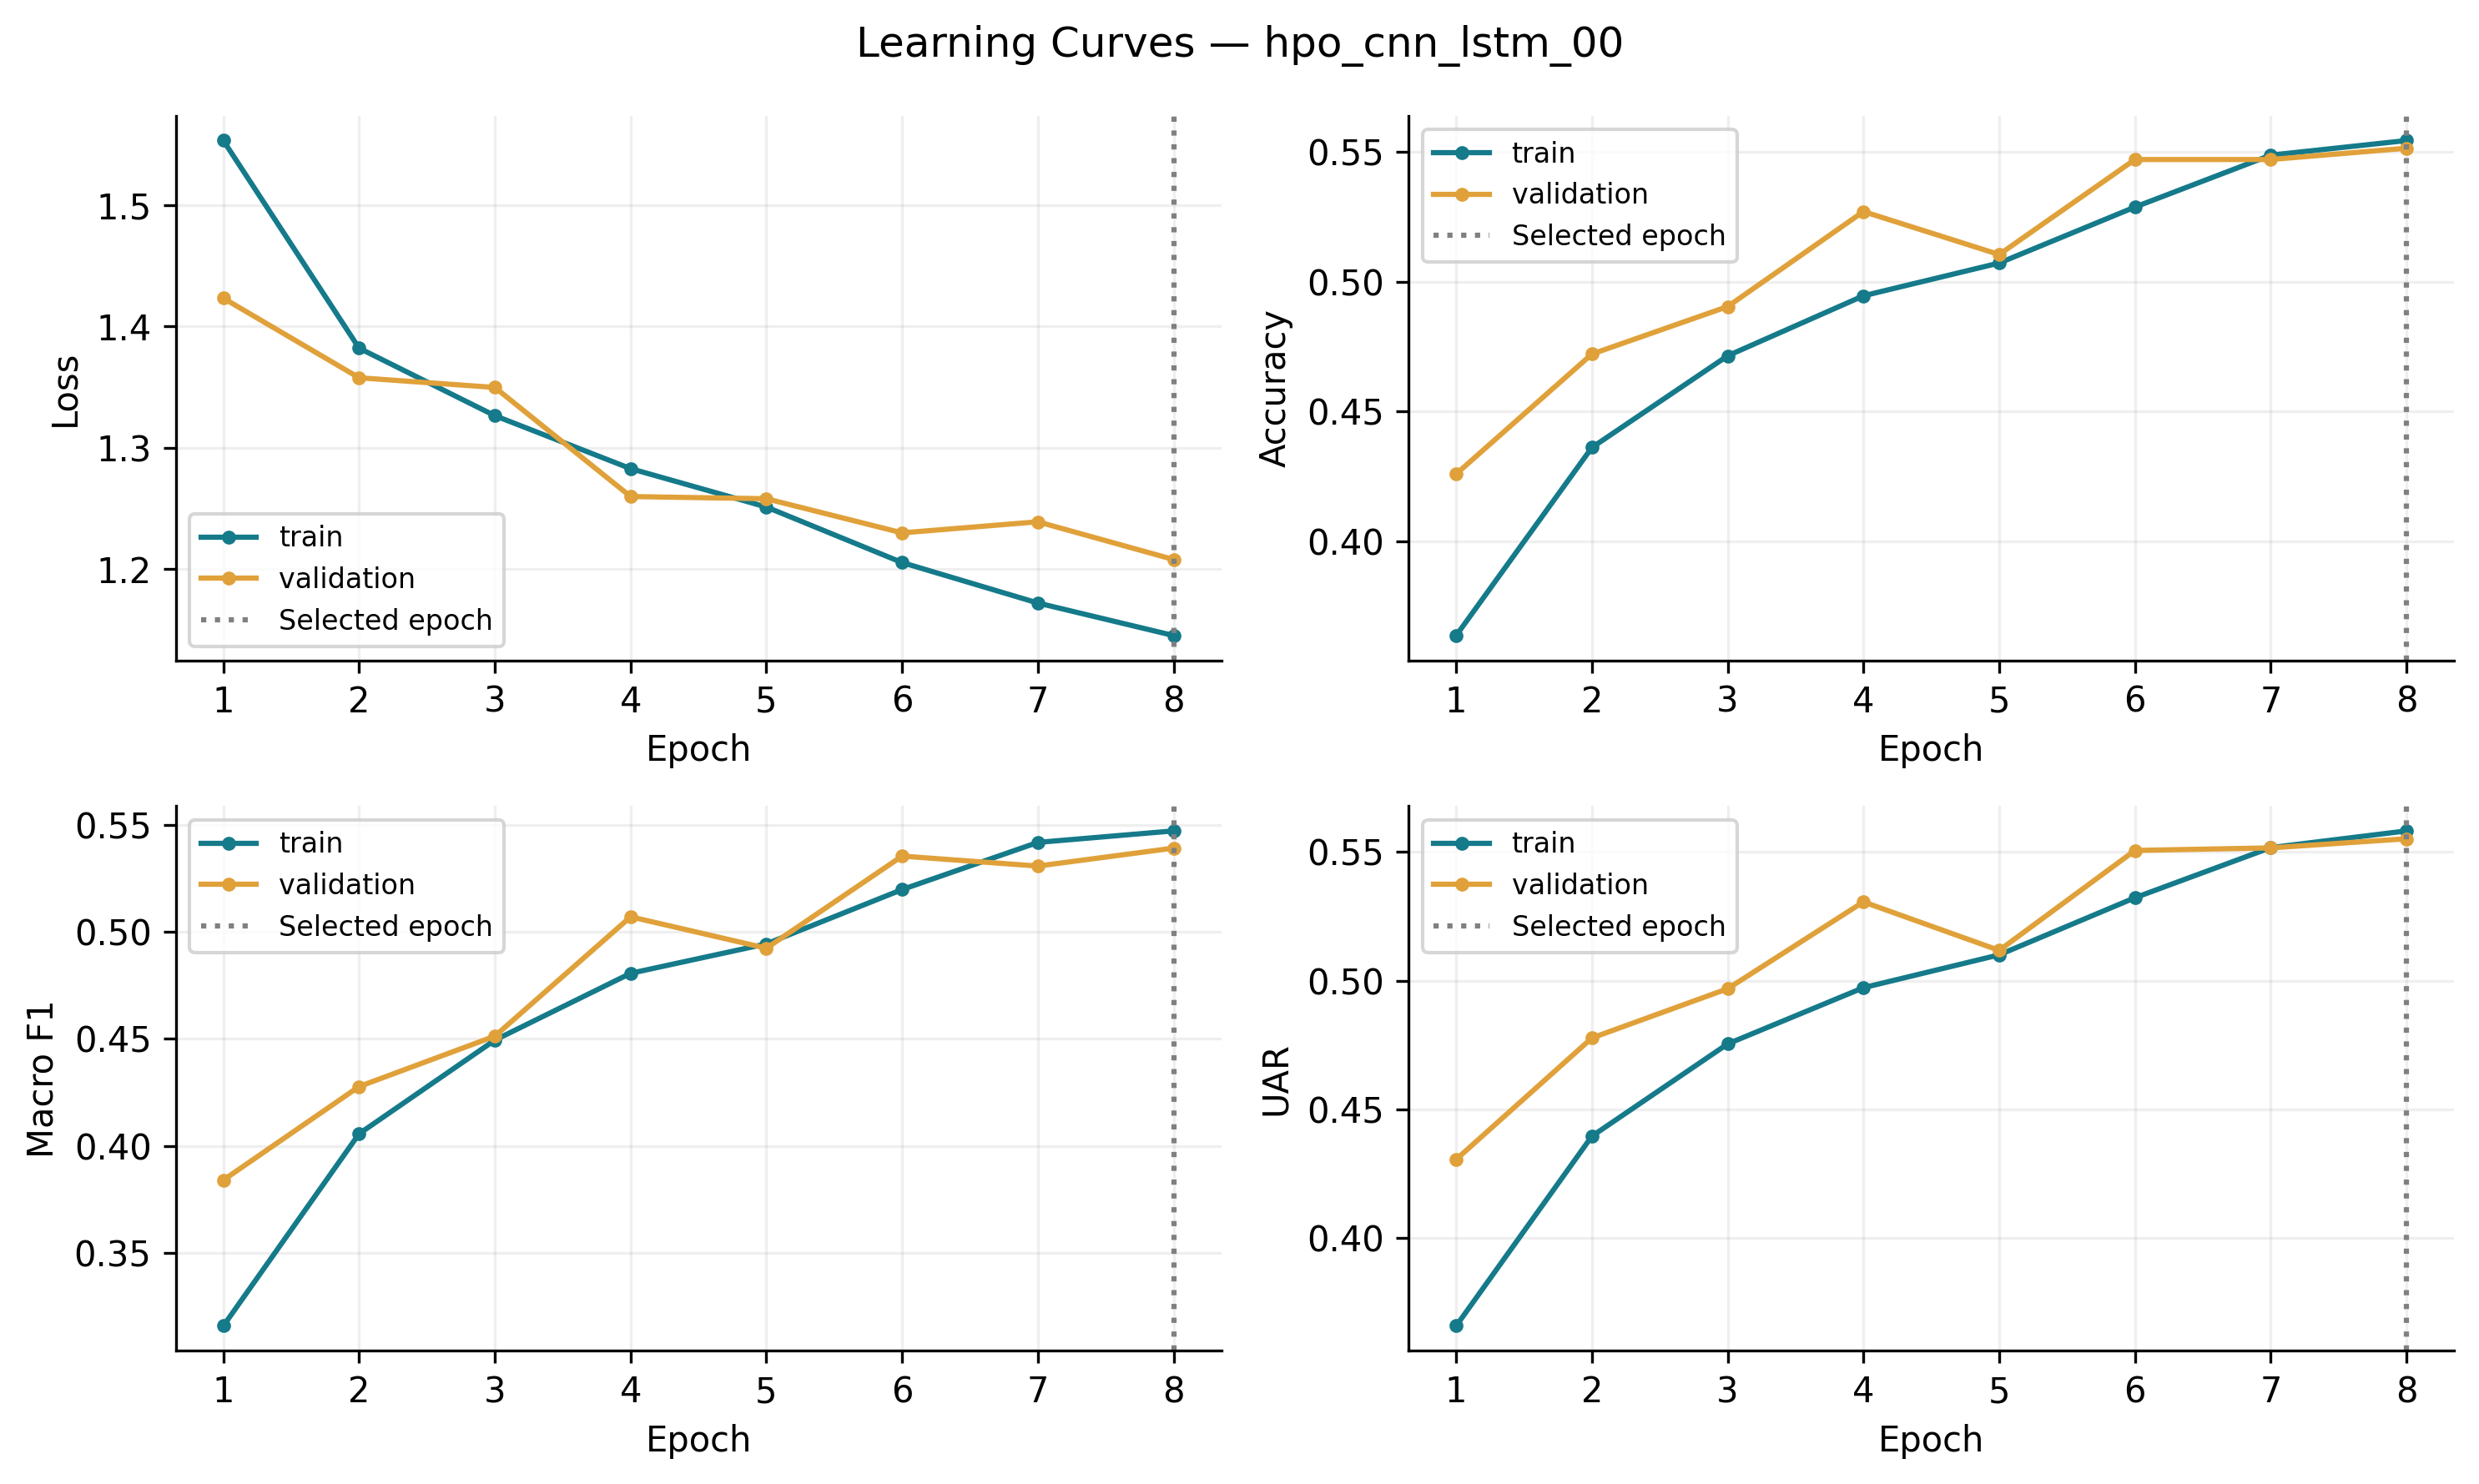 Learning Curves — hpo_cnn_lstm_00
Loss
1.5
1.4
1.3
1.2
train
validation
Selected epoch
1 2 3 4 5 6 7 8
Epoch
Accuracy
0.55
0.50
0.45
0.40
train
validation
Selected epoch
1 2 3 4 5 6 7 8
Epoch
Macro F1
0.55
0.50
0.45
0.40
0.35
train
validation
Selected epoch
1 2 3 4 5 6 7 8
Epoch
UAR
0.55
0.50
0.45
0.40
train
validation
Selected epoch
1 2 3 4 5 6 7 8
Epoch